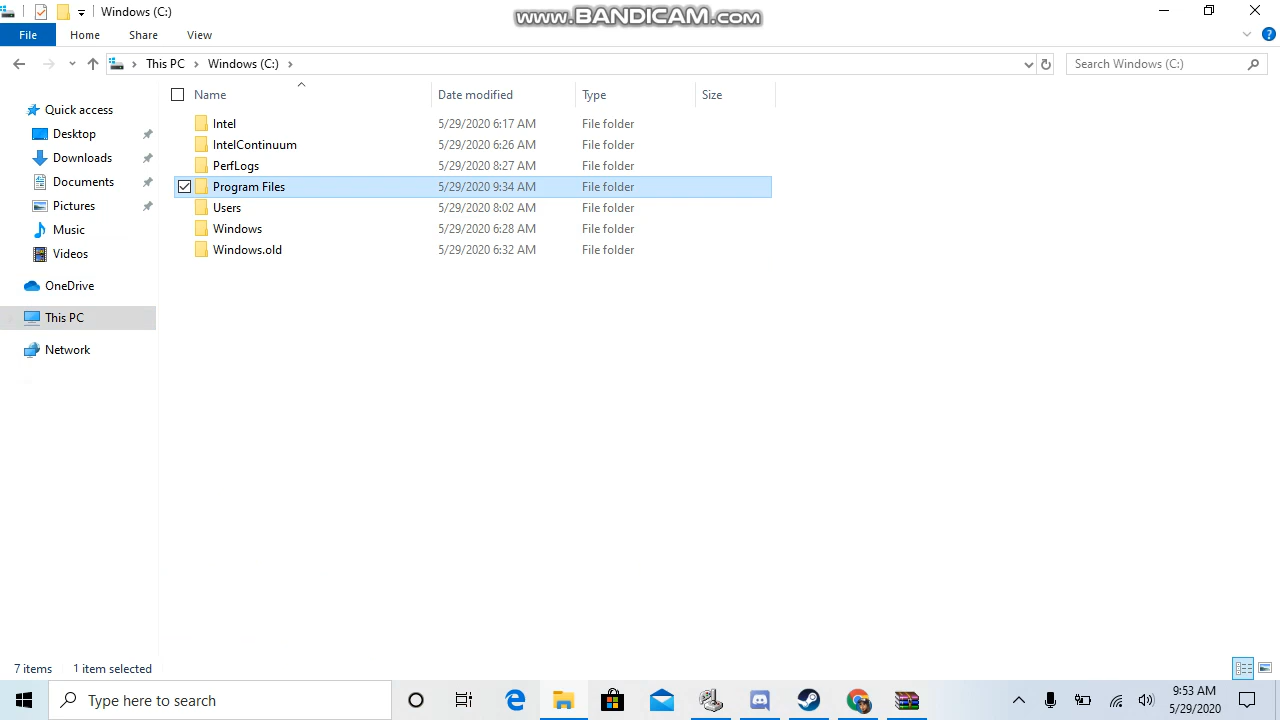 Windows (C:)
www.BANDICAM.com
File Home Share View
This PC Windows (C:)
Search Windows (C:)
Name Date modified Type Size
Quick access
Desktop
Downloads
Documents
Pictures
Music
Videos
OneDrive
This PC
Network
Intel 5/29/2020 6:17 AM File folder
IntelContinuum 5/29/2020 6:26 AM File folder
PerfLogs 5/29/2020 8:27 AM File folder
Program Files 5/29/2020 9:34 AM File folder
Users 5/29/2020 8:02 AM File folder
Windows 5/29/2020 6:28 AM File folder
Windows.old 5/29/2020 6:32 AM File folder
7 items 1 item selected
Type here to search
9:53 AM
5/29/2020